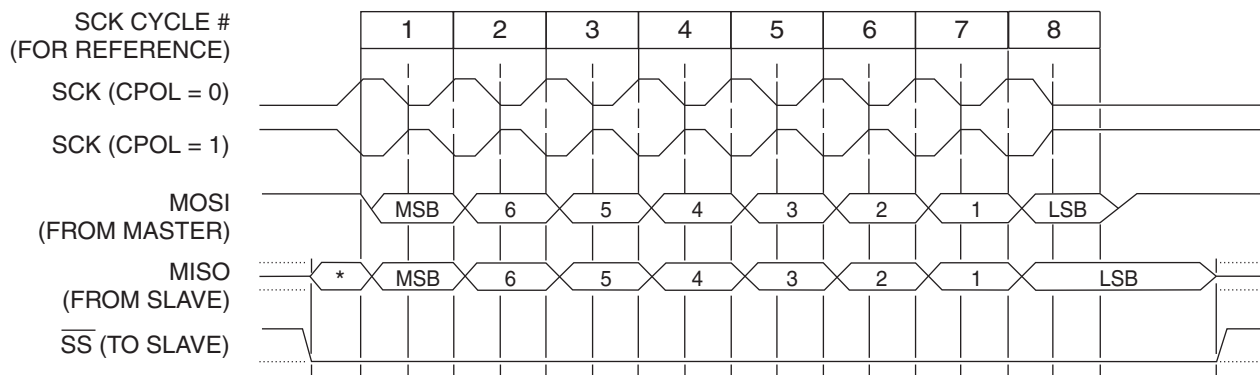 SCK CYCLE #
(FOR REFERENCE)
1 2 3 4 5 6 7 8
SCK (CPOL = 0)
SCK (CPOL = 1)
MOSI
(FROM MASTER)
MSB 6 5 4 3 2 1 LSB
MISO
(FROM SLAVE)
* MSB 6 5 4 3 2 1 LSB
S̅S̅ (TO SLAVE)